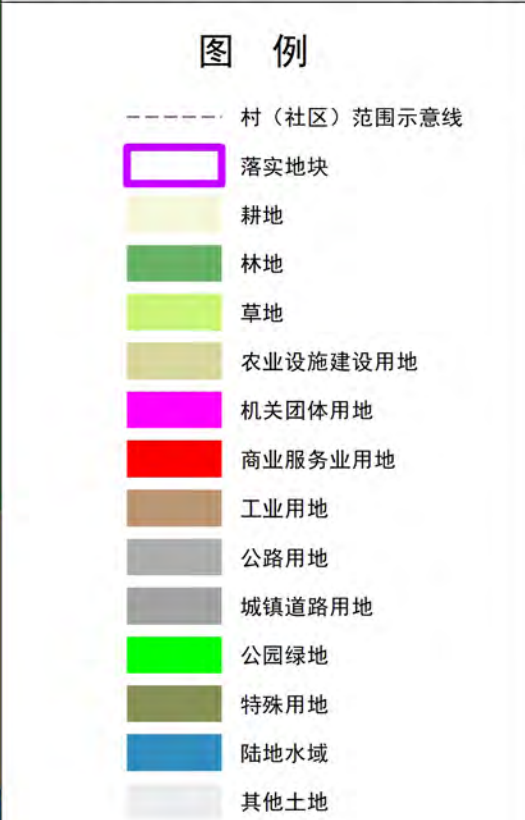 图 例
村（社区）范围示意线
落实地块
耕地
林地
草地
农业设施建设用地
机关团体用地
商业服务业用地
工业用地
公路用地
城镇道路用地
公园绿地
特殊用地
陆地水域
其他土地